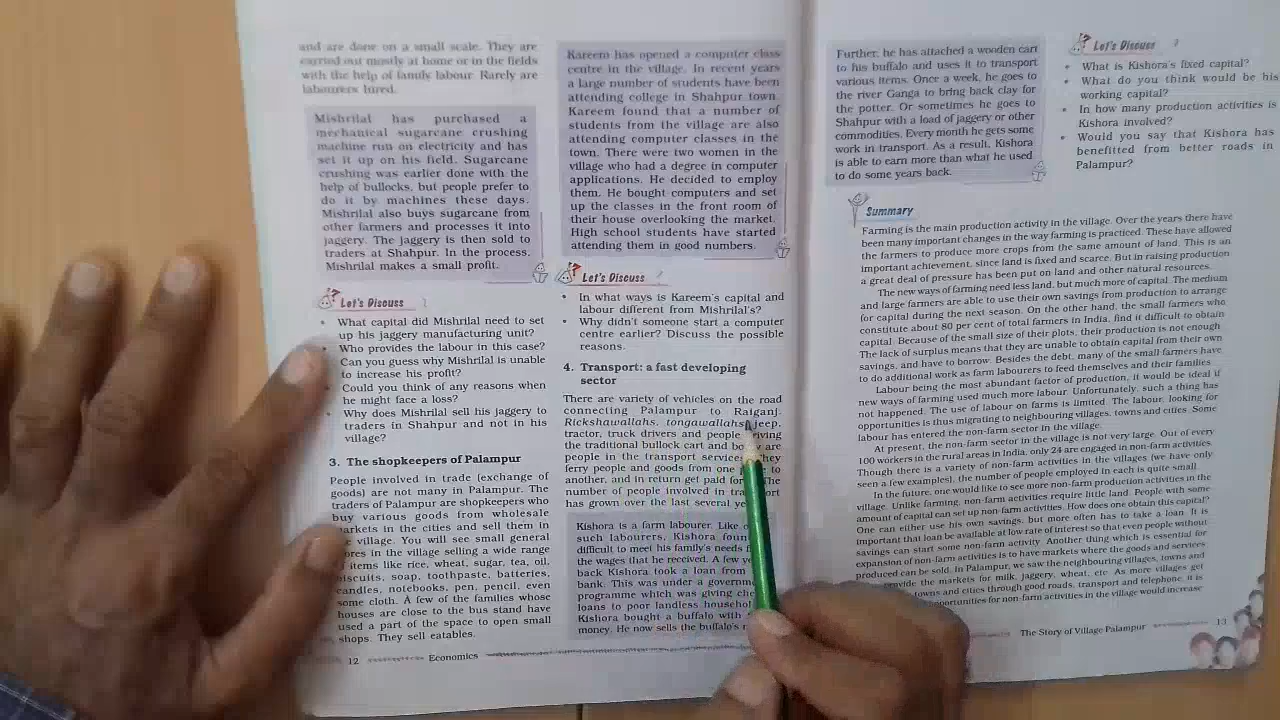 and are done on a small scale. They are
carried out mostly at home or in the fields
with the help of family labour. Rarely are
labourers hired.
Mishrilal has purchased a
mechanical sugarcane crushing
machine run on electricity and has
set it up on his field. Sugarcane
crushing was earlier done with the
help of bullocks, but people prefer to
do it by machines these days.
Mishrilal also buys sugarcane from
other farmers and processes it into
jaggery. The jaggery is then sold to
traders at Shahpur. In the process,
Mishrilal makes a small profit.
Let's Discuss
• What capital did Mishrilal need to set
up his jaggery manufacturing unit?
• Who provides the labour in this case?
Can you guess why Mishrilal is unable
to increase his profit?
• Could you think of any reasons when
he might face a loss?
• Why does Mishrilal sell his jaggery to
traders in Shahpur and not in his
village?
3. The shopkeepers of Palampur
People involved in trade (exchange of
goods) are not many in Palampur. The
traders of Palampur are shopkeepers who
buy various goods from wholesale
markets in the cities and sell them in
village. You will see small general
ores in the village selling a wide range
items like rice, wheat, sugar, tea, oil,
biscuits, soap, toothpaste, batteries,
candles, notebooks, pen, pencil, even
some cloth. A few of the families whose
houses are close to the bus stand have
used a part of the space to open small
shops. They sell eatables.
12 Economics
Kareem has opened a computer class
centre in the village. In recent years
a large number of students have been
attending college in Shahpur town.
Kareem found that a number of
students from the village are also
attending computer classes in the
town. There were two women in the
village who had a degree in computer
applications. He decided to employ
them. He bought computers and set
up the classes in the front room of
their house overlooking the market.
High school students have started
attending them in good numbers.
Let's Discuss
• In what ways is Kareem's capital and
labour different from Mishrilal's?
• Why didn't someone start a computer
centre earlier? Discuss the possible
reasons.
4. Transport: a fast developing
sector
There are variety of vehicles on the road
connecting Palampur to Raiganj.
Rickshawallahs, tongawallahs, jeep,
tractor, truck drivers and people driving
the traditional bullock cart and are
people in the transport services. They
ferry people and goods from one to
another, and in return get paid for The
number of people involved in transport
has grown over the last several
Kishora is a farm labourer. Like
such labourers, Kishora
difficult to meet his family's needs
the wages that he received. A few
back Kishora took a loan from
bank. This was under a
programme which was giving
loans to poor landless
Kishora bought a buffalo with
money. He now sells the buffalo's
Further, he has attached a wooden cart
to his buffalo and uses it to transport
various items. Once a week, he goes to
the river Ganga to bring back clay for
the potter. Or sometimes he goes to
Shahpur with a load of jaggery or other
commodities. Every month he gets some
work in transport. As a result, Kishora
is able to earn more than what he used
to do some years back.
Let's Discuss
• What is Kishora's fixed capital?
• What do you think would be his
working capital?
• In how many production activities is
Kishora involved?
• Would you say that Kishora has
benefitted from better roads in
Palampur?
Summary
Farming is the main production activity in the village. Over the years there have
been many important changes in the way farming is practiced. These have allowed
the farmers to produce more crops from the same amount of land. This is an
important achievement, since land is fixed and scarce. But in raising production
a great deal of pressure has been put on land and other natural resources.
The new ways of farming need less land, but much more of capital. The medium
and large farmers are able to use their own savings from production to arrange
for capital during the next season. On the other hand, the small farmers who
constitute about 80 per cent of total farmers in India, find it difficult to obtain
capital. Because of the small size of their plots, their production is not enough.
The lack of surplus means that they are unable to obtain capital from their own
savings, and have to borrow. Besides the debt, many of the small farmers have
to do additional work as farm labourers to feed themselves and their families.
Labour being the most abundant factor of production, it would be ideal if
new ways of farming used much more labour. Unfortunately, such a thing has
not happened. The use of labour on farms is limited. The labour, looking for
opportunities is thus migrating to neighbouring villages, towns and cities. Some
labour has entered the non-farm sector in the village.
At present, the non-farm sector in the village is not very large. Out of every
100 workers in the rural areas in India, only 24 are engaged in non-farm activities.
Though there is a variety of non-farm activities in the villages (we have only
seen a few examples), the number of people employed in each is quite small.
In the future, one would like to see more non-farm production activities in the
village. Unlike farming, non-farm activities require little land. People with some
amount of capital can set up non-farm activities. How does one obtain this capital?
One can either use his own savings, but more often has to take a loan. It is
important that loan be available at low rate of interest so that even people without
savings can start some non-farm activity. Another thing which is essential for
expansion of non-farm activities is to have markets where the goods and services
produced can be sold. In Palampur, we saw the neighbouring villages, towns and
provide the markets for milk, jaggery, wheat, etc. As more villages get
towns and cities through good roads, transport and telephone, it is
opportunities for non-farm activities in the village would increase
The Story of Village Palampur 13